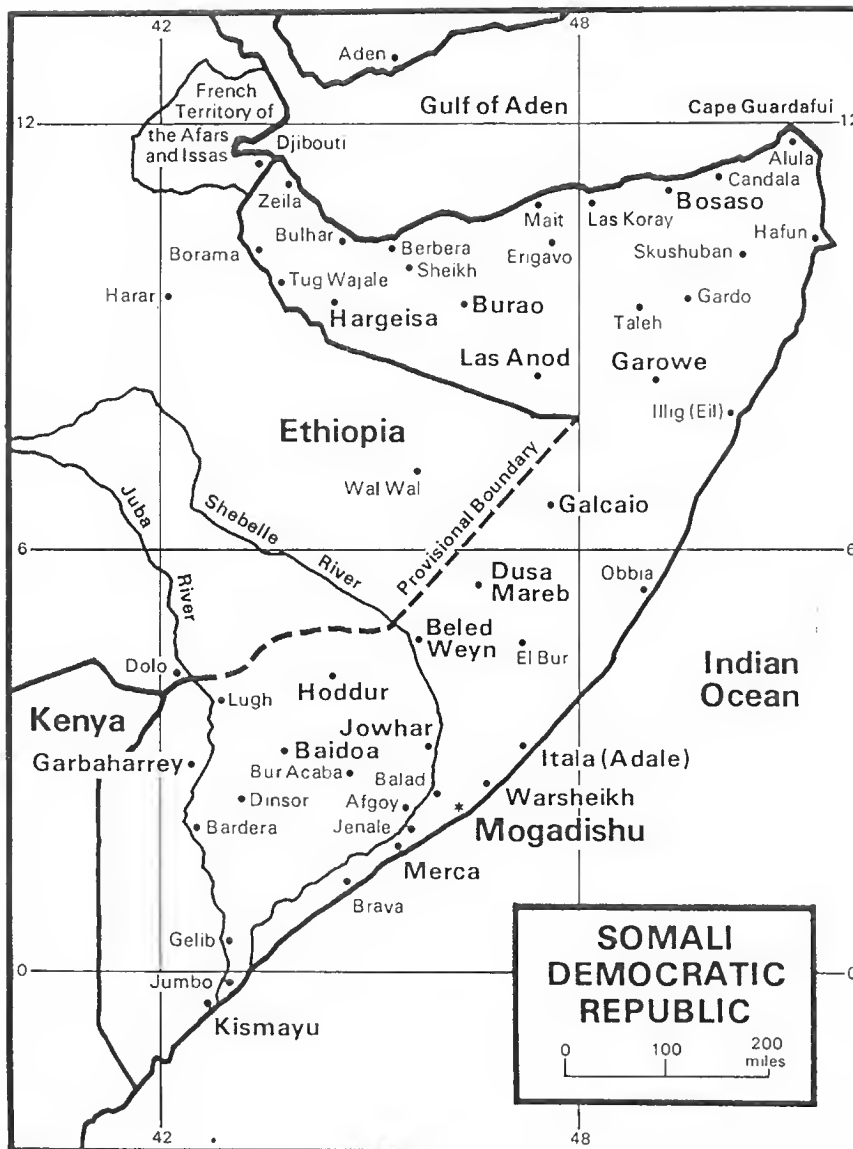 42
48
Aden
French
Territory of
the Afars
and Issas
Gulf of Aden
Cape Guardafui
12
12
Djibouti
Alula
Candala
Zeila
Bosaso
Mait
Las Koray
Bulhar
Hafun
Borama
Berbera
Erigavo
Skushuban
Sheikh
Tug Wajale
Harar
Gardo
Hargeisa
Burao
Taleh
Las Anod
Garowe
Illig (Eil)
Ethiopia
Wal Wal
Juba
River
Shebelle
River
Provisional Boundary
Galcaio
6
6
Dusa
Mareb
Obbia
Beled
Weyn
El Bur
Indian
Ocean
Dolo
Hoddur
Lugh
Kenya
Jowhar
Garbaharrey
Baidoa
Itala (Adale)
Bur Acaba
Balad
Dinsor
Afgoy
Warsheikh
Bardera
Jenale
Mogadishu
Merca
Brava
Gelib
0
0
Jumbo
Kismayu
SOMALI
DEMOCRATIC
REPUBLIC
0 100 200
miles
42
48